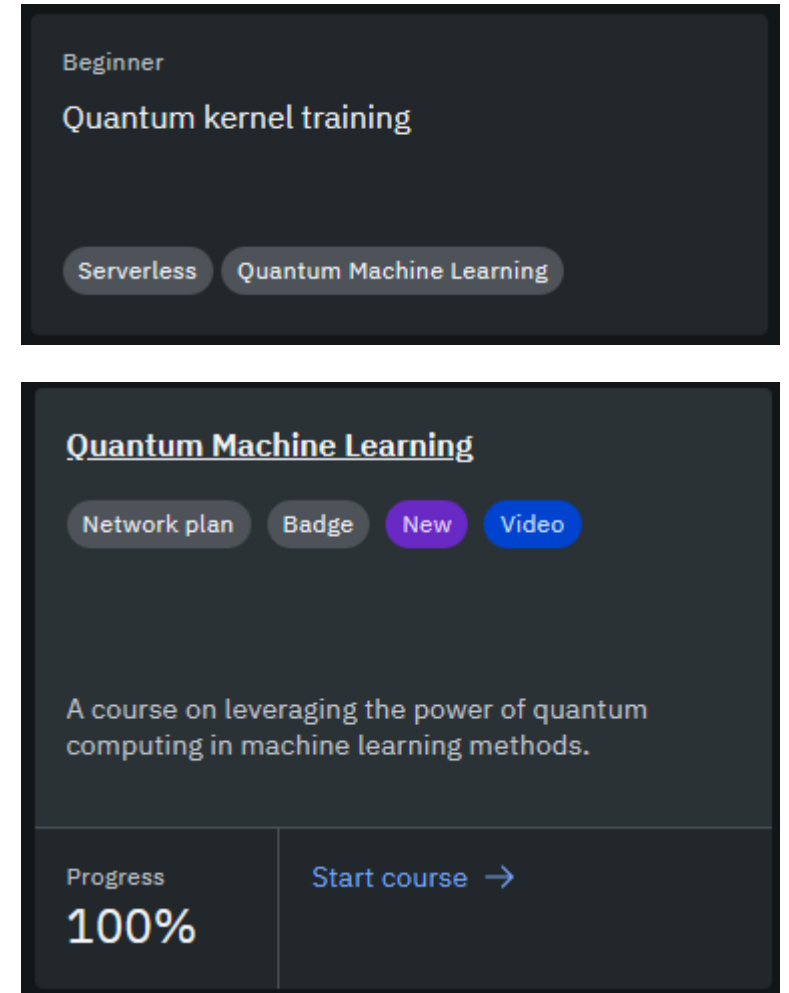 Beginner
Quantum kernel training
Serverless Quantum Machine Learning
Quantum Machine Learning
Network plan Badge New Video
A course on leveraging the power of quantum
computing in machine learning methods.
Progress Start course →
100%